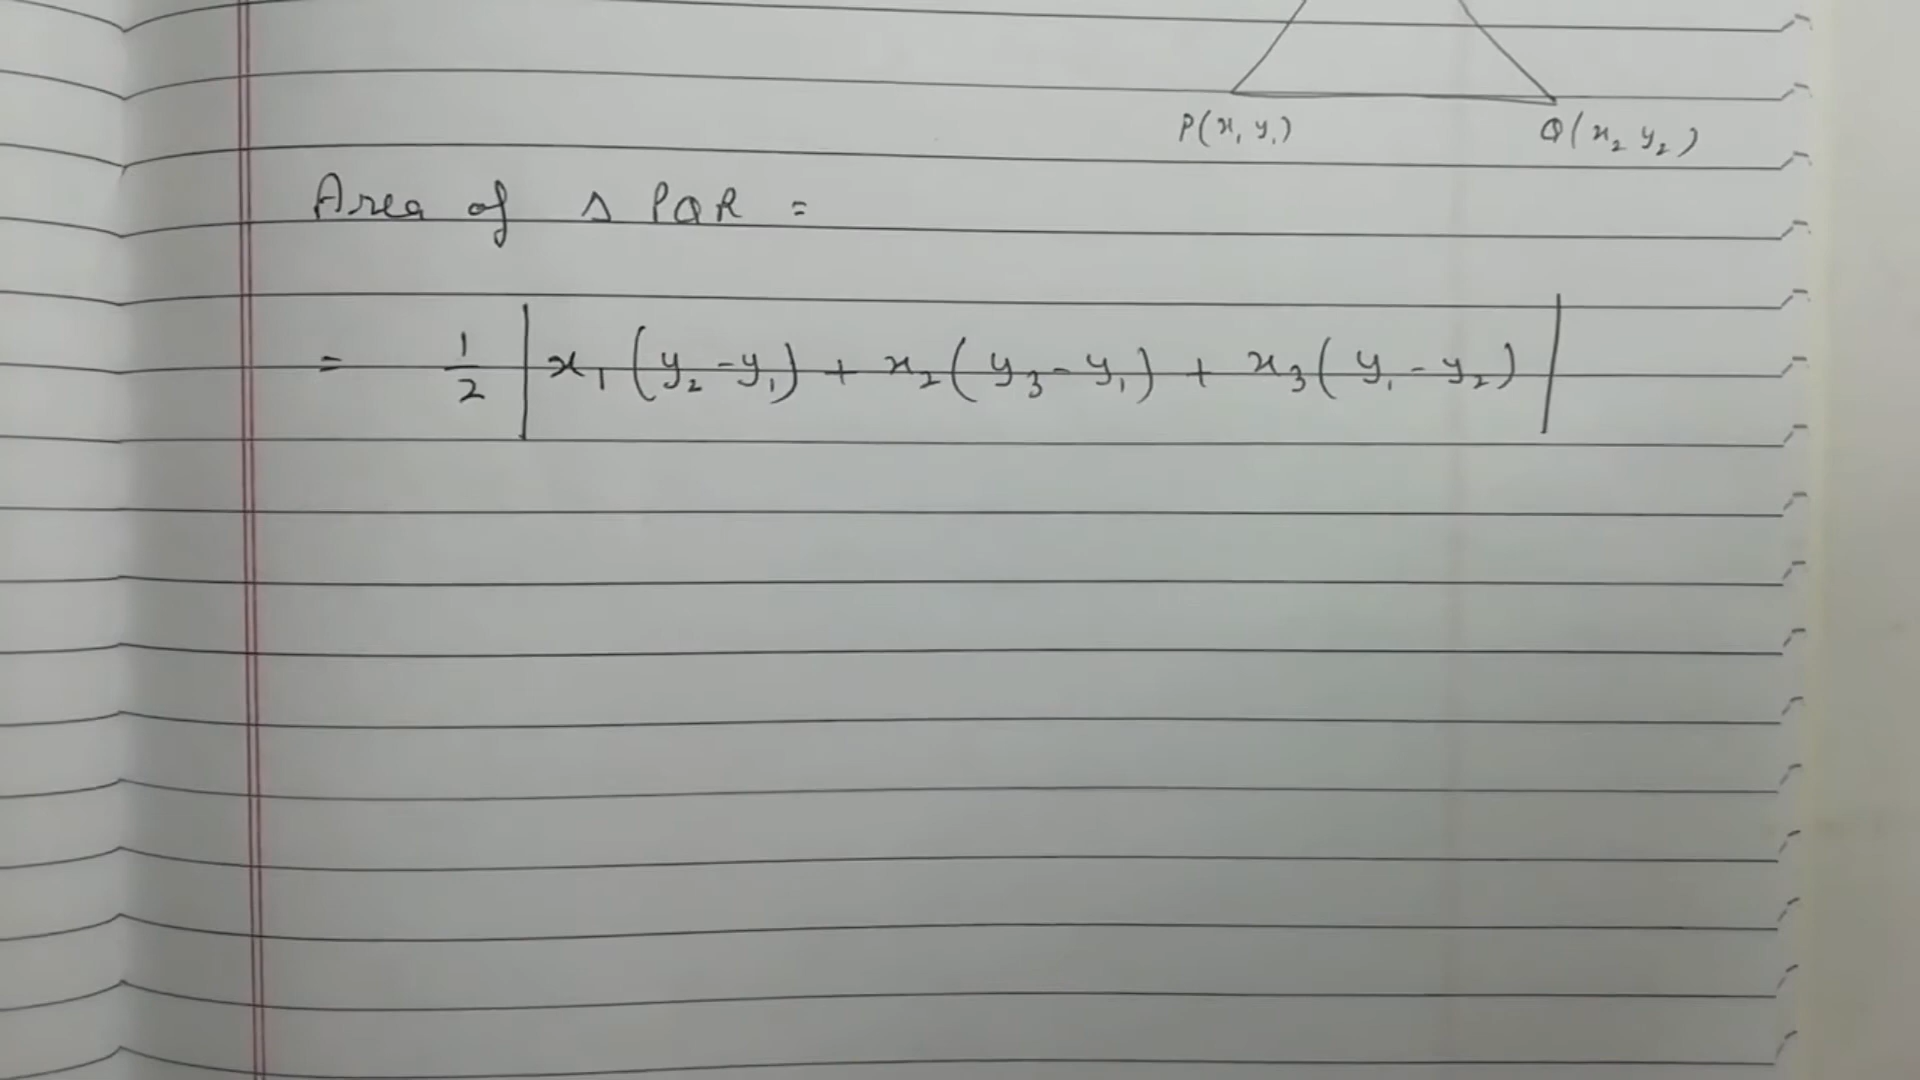 P(x₁ y₁) Q(x₂ y₂)
Area of Δ PQR =
= 1/2 | x₁(y₂-y₁) + x₂(y₃-y₁) + x₃(y₁-y₂) |